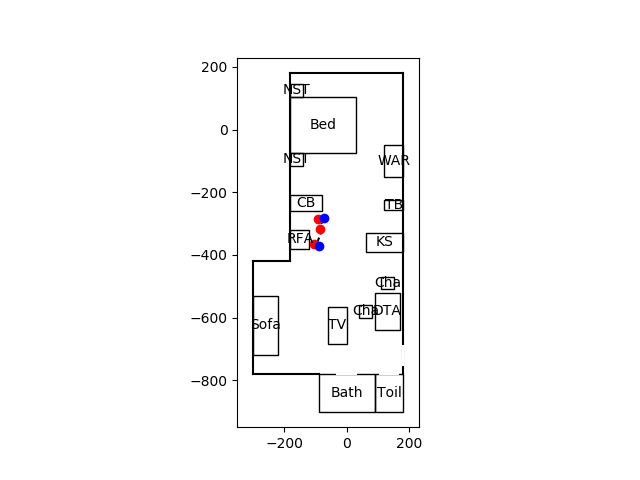 200
0
−200
−400
−600
−800
−200
0
200
NST
Bed
NST
WAR
CB
TB
RFA
KS
Cha
Cha
DTA
Sofa
TV
Bath
Toil